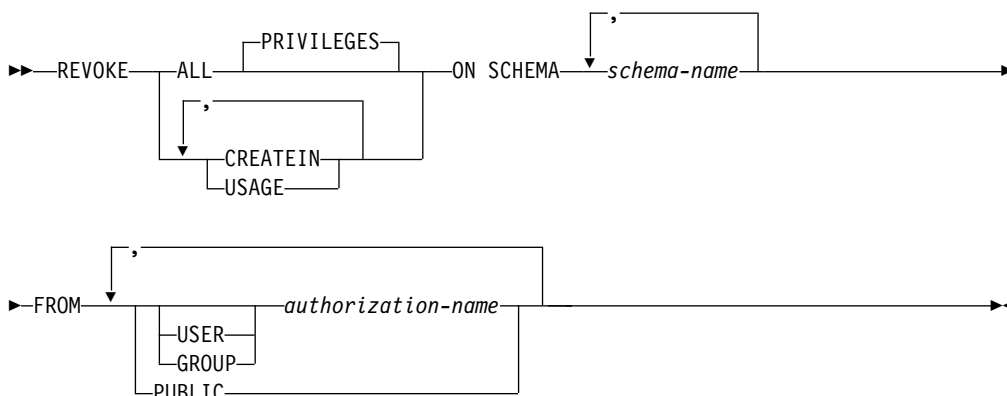 PRIVILEGES
,
REVOKE ALL ON SCHEMA schema-name
,
CREATEIN
USAGE
,
FROM authorization-name
USER
GROUP
PUBLIC